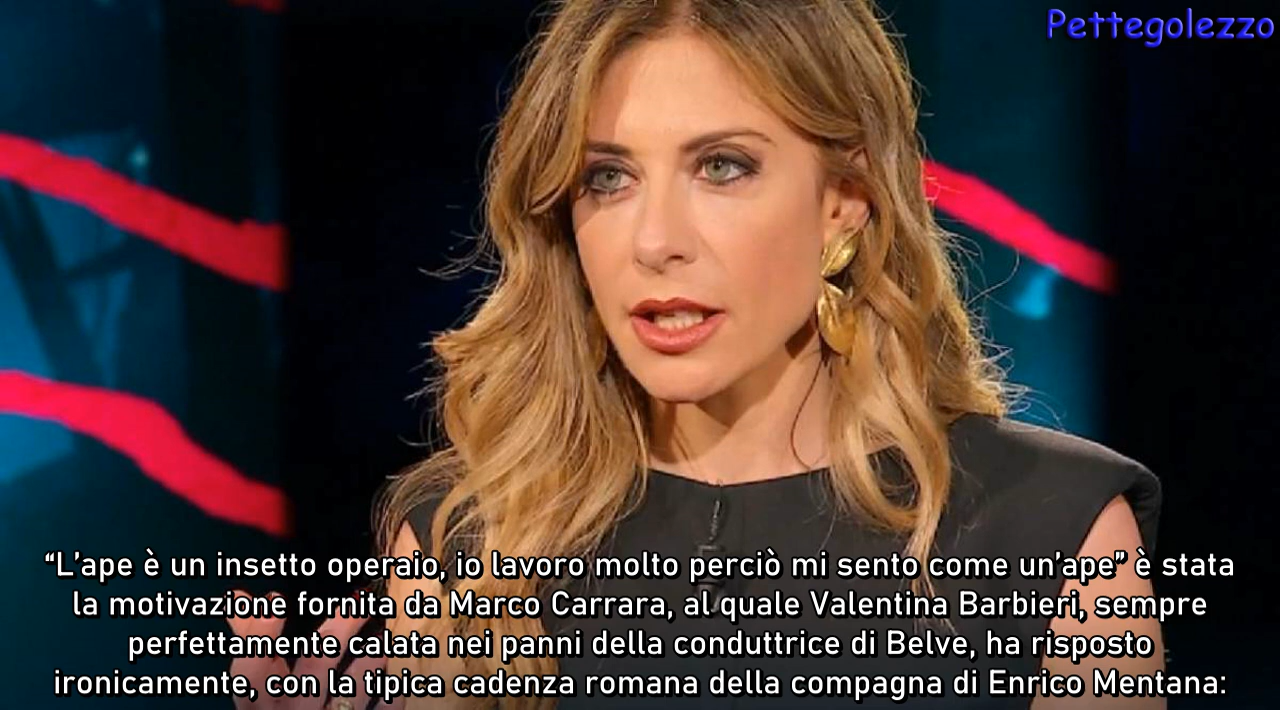 Pettegolezzo
“L’ape è un insetto operaio, io lavoro molto perciò mi sento come un’ape” è stata
la motivazione fornita da Marco Carrara, al quale Valentina Barbieri, sempre
perfettamente calata nei panni della conduttrice di Belve, ha risposto
ironicamente, con la tipica cadenza romana della compagna di Enrico Mentana: